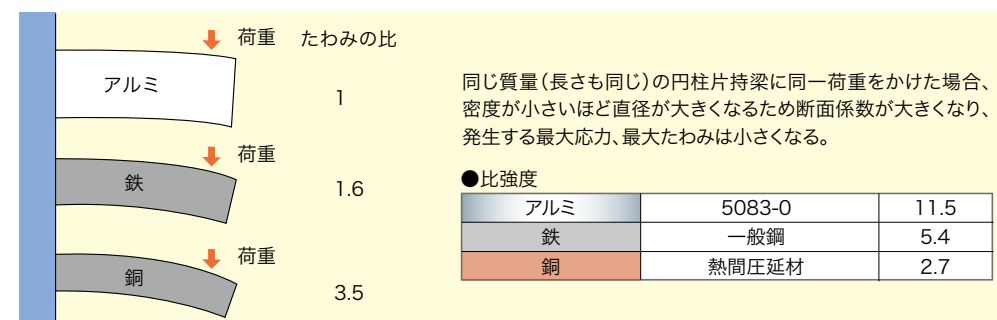 荷重 たわみの比
アルミ
1
荷重
鉄
1.6
荷重
銅
3.5
同じ質量(長さも同じ)の円柱片持梁に同一荷重をかけた場合、
密度が小さいほど直径が大きくなるため断面係数が大きくなり、
発生する最大応力、最大たわみは小さくなる。
●比強度
アルミ 5083-0 11.5
鉄 一般鋼 5.4
銅 熱間圧延材 2.7